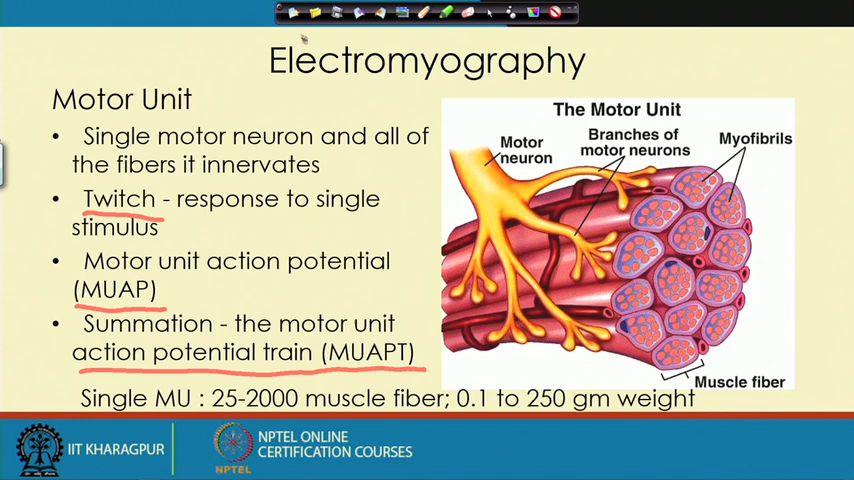 Electromyography
Motor Unit
• Single motor neuron and all of
the fibers it innervates
• Twitch - response to single
stimulus
• Motor unit action potential
(MUAP)
• Summation - the motor unit
action potential train (MUAPT)
Single MU : 25-2000 muscle fiber; 0.1 to 250 gm weight
The Motor Unit
Motor
neuron
Branches of
motor neurons
Myofibrils
Muscle fiber
IIT KHARAGPUR
NPTEL
NPTEL ONLINE
CERTIFICATION COURSES